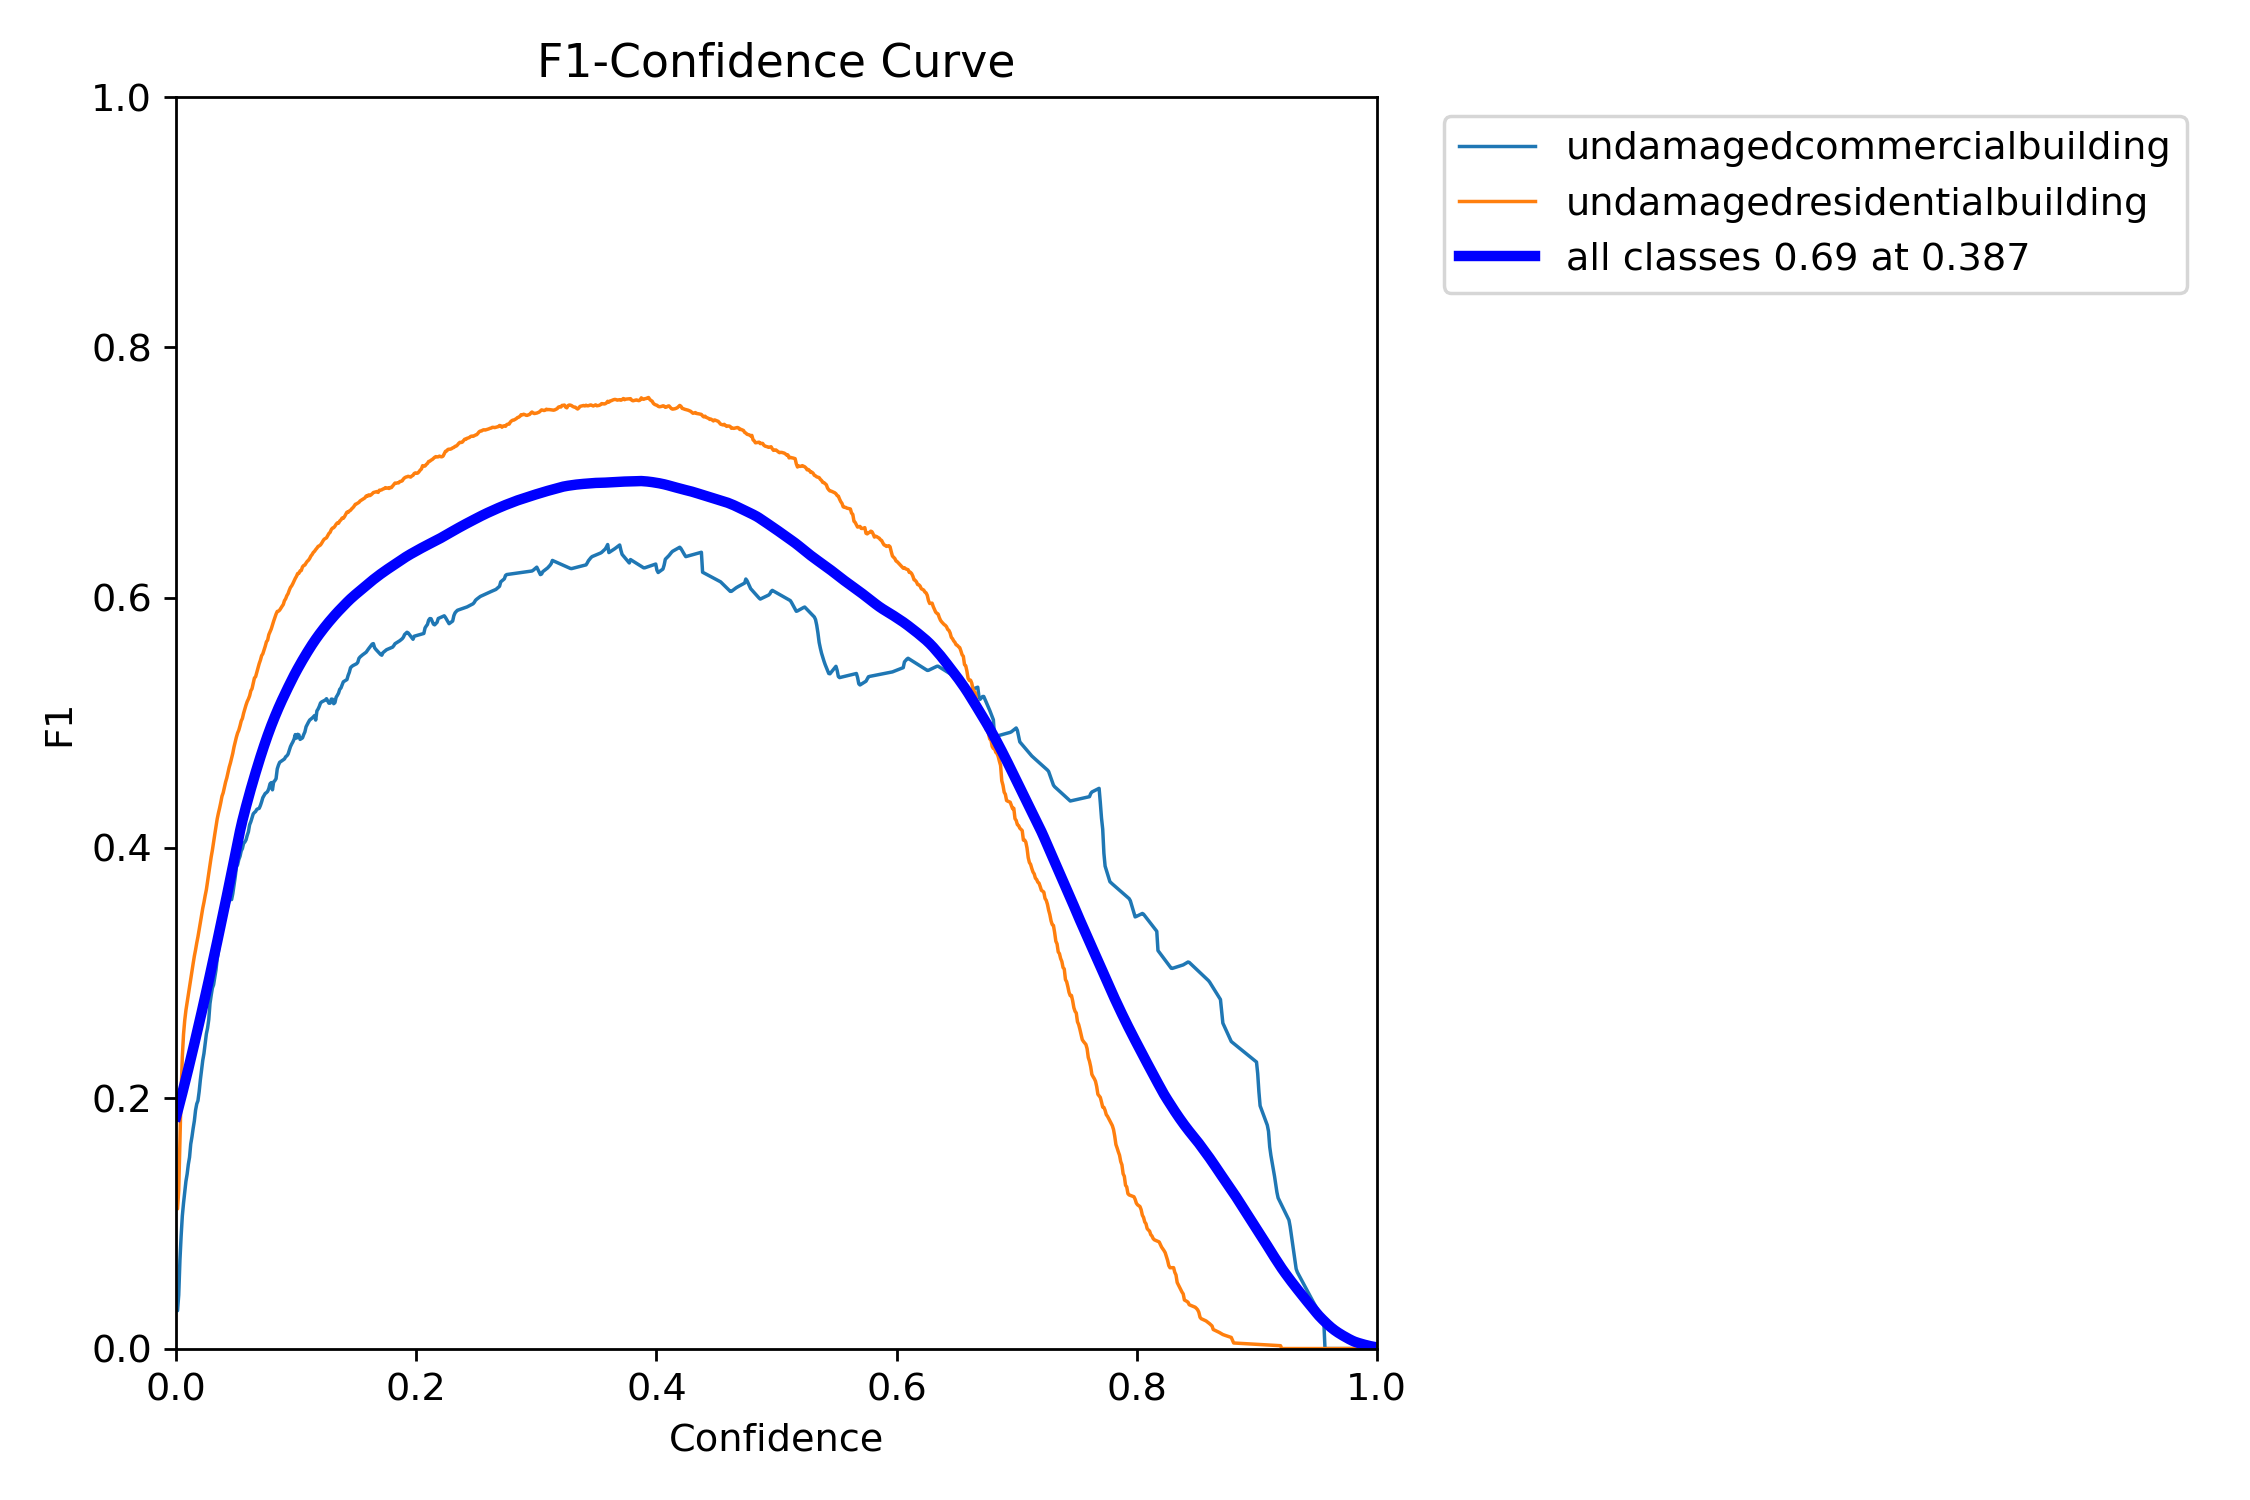 F1-Confidence Curve
undamagedcommercialbuilding
undamagedresidentialbuilding
all classes 0.69 at 0.387
1.0
0.8
0.6
0.4
0.2
0.0
F1
0.0 0.2 0.4 0.6 0.8 1.0
Confidence